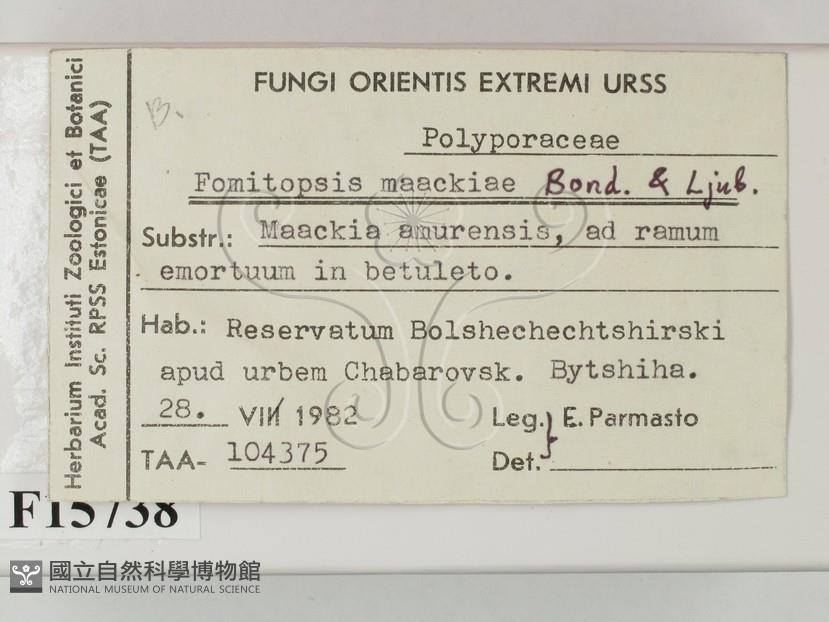 Herbarium Instituti Zoologici et Botanici
Acad. Sc. RPSS Estonicae (TAA)
B.
FUNGI ORIENTIS EXTREMI URSS
Polyporaceae
Fomitopsis maackiae Bond. & Ljub.
Substr.: Maackia amurensis, ad ramum
emortuum in betuleto.
Hab.: Reservatum Bolshechechtshirski
apud urbem Chabarovsk. Bytshiha.
28. VIII 1982 Leg. E. Parmasto
TAA- 104375 Det.
F15738
國立自然科學博物館
NATIONAL MUSEUM OF NATURAL SCIENCE